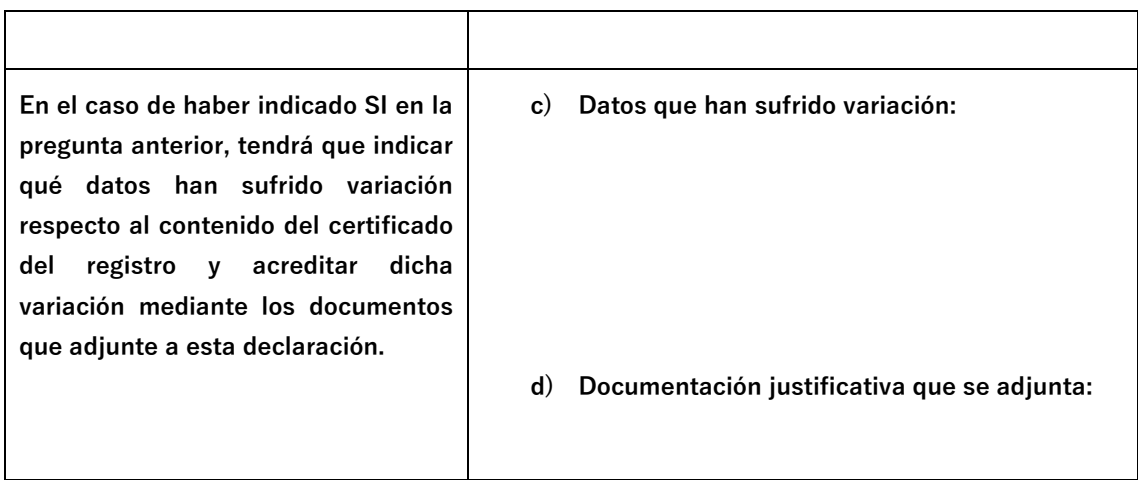 En el caso de haber indicado SI en la
pregunta anterior, tendrá que indicar
qué datos han sufrido variación
respecto al contenido del certificado
del registro y acreditar dicha
variación mediante los documentos
que adjunte a esta declaración.
c) Datos que han sufrido variación:
d) Documentación justificativa que se adjunta: